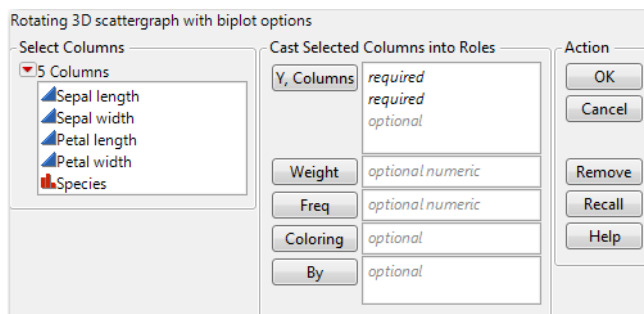 Rotating 3D scattergraph with biplot options
Select Columns
5 Columns
Sepal length
Sepal width
Petal length
Petal width
Species
Cast Selected Columns into Roles
Y, Columns
required
required
optional
Weight
optional numeric
Freq
optional numeric
Coloring
optional
By
optional
Action
OK
Cancel
Remove
Recall
Help